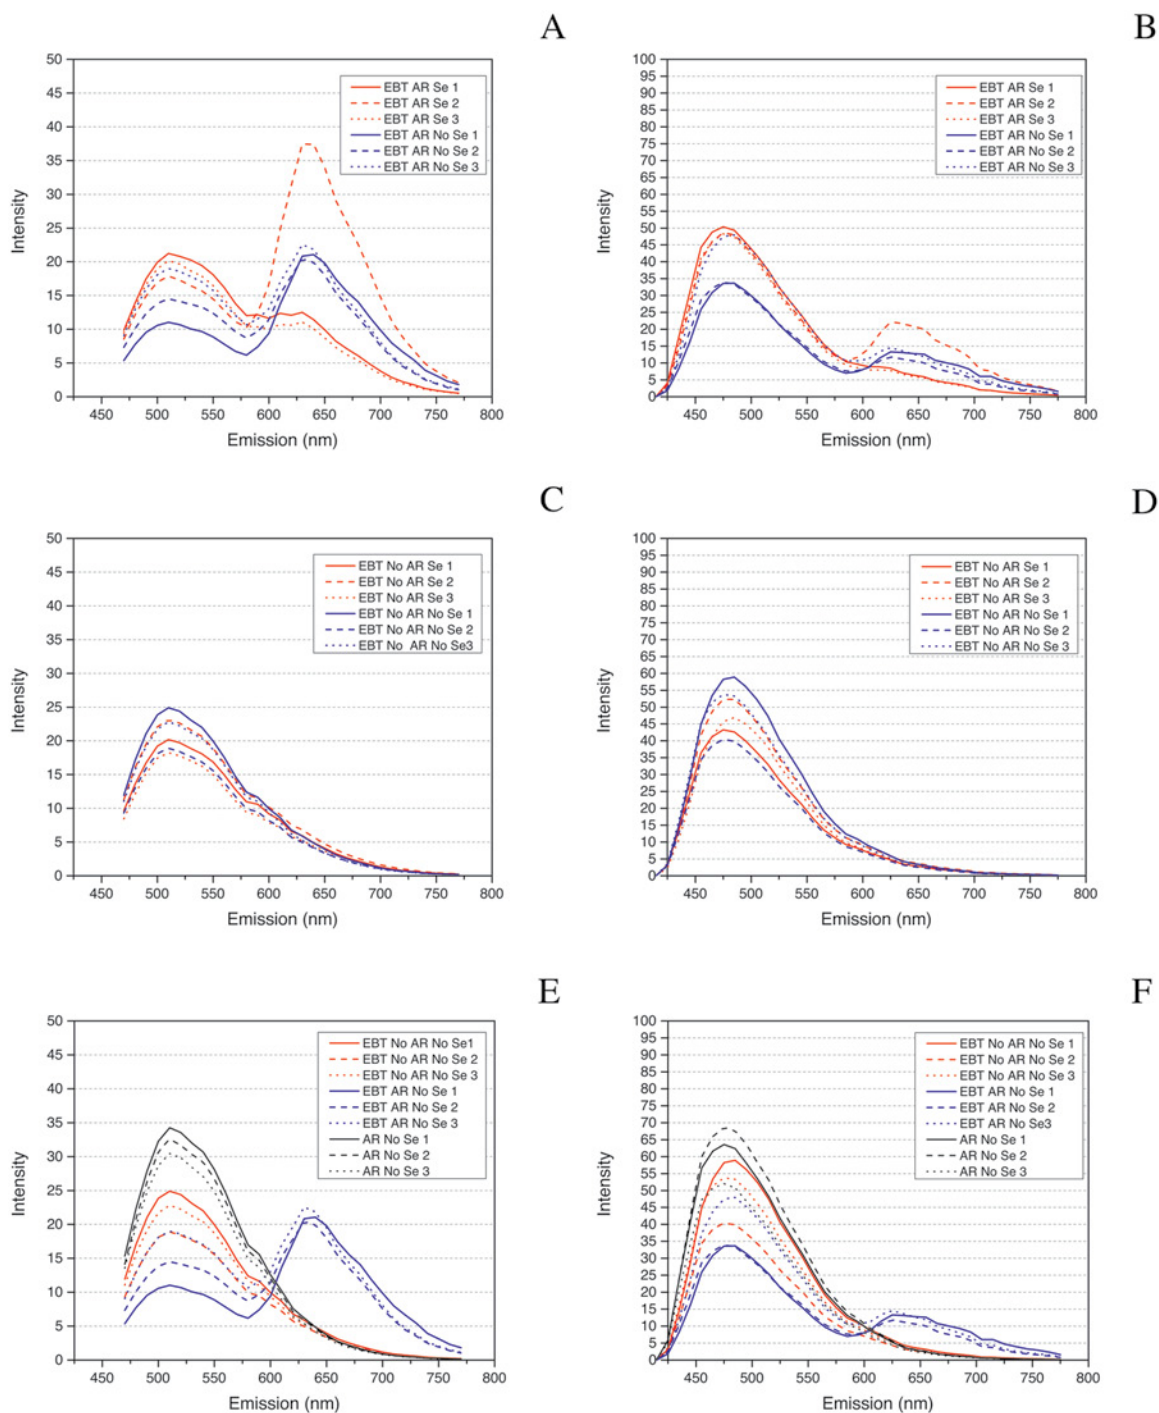 A
50
45
40
35
30
25
20
15
10
5
0
Intensity
EBT AR Se 1
EBT AR Se 2
EBT AR Se 3
EBT AR No Se 1
EBT AR No Se 2
EBT AR No Se 3
450 500 550 600 650 700 750 800
Emission (nm)
B
100
95
90
85
80
75
70
65
60
55
50
45
40
35
30
25
20
15
10
5
0
Intensity
EBT AR Se 1
EBT AR Se 2
EBT AR Se 3
EBT AR No Se 1
EBT AR No Se 2
EBT AR No Se 3
450 500 550 600 650 700 750 800
Emission (nm)
C
50
45
40
35
30
25
20
15
10
5
0
Intensity
EBT No AR Se 1
EBT No AR Se 2
EBT No AR Se 3
EBT No AR No Se 1
EBT No AR No Se 2
EBT No AR No Se3
450 500 550 600 650 700 750 800
Emission (nm)
D
100
95
90
85
80
75
70
65
60
55
50
45
40
35
30
25
20
15
10
5
0
Intensity
EBT No AR Se 1
EBT No AR Se 2
EBT No AR Se 3
EBT No AR No Se 1
EBT No AR No Se 2
EBT No AR No Se 3
450 500 550 600 650 700 750 800
Emission (nm)
E
50
45
40
35
30
25
20
15
10
5
0
Intensity
EBT No AR No Se1
EBT No AR No Se 2
EBT No AR No Se 3
EBT AR No Se 1
EBT AR No Se 2
EBT AR No Se 3
AR No Se 1
AR No Se 2
AR No Se 3
450 500 550 600 650 700 750 800
Emission (nm)
F
100
95
90
85
80
75
70
65
60
55
50
45
40
35
30
25
20
15
10
5
0
Intensity
EBT No AR No Se 1
EBT No AR No Se 2
EBT No AR No Se 3
EBT AR No Se 1
EBT AR No Se 2
EBT AR No Se3
AR No Se 1
AR No Se 2
AR No Se 3
450 500 550 600 650 700 750 800
Emission (nm)